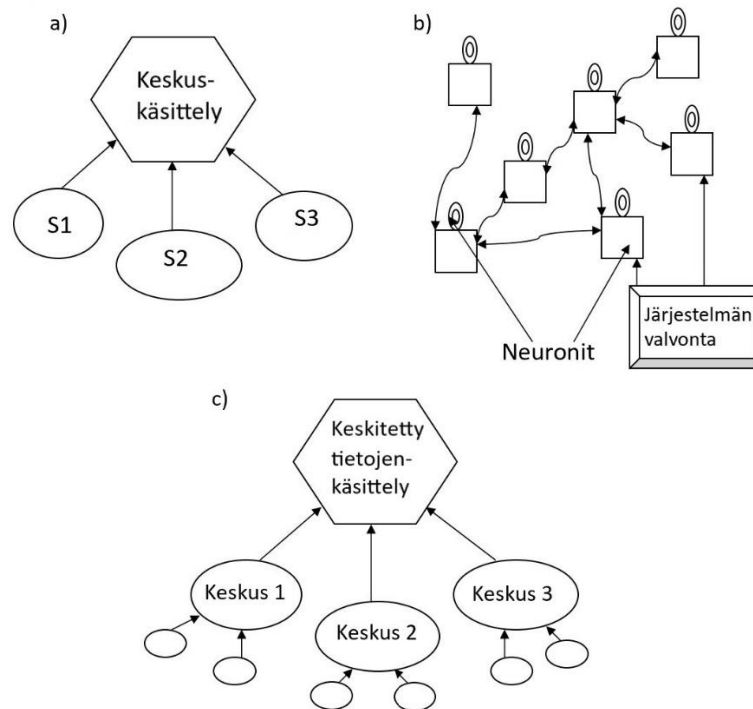 a)
Keskus-
käsittely
S1
S2
S3
b)
Neuronit
Järjestelmän
valvonta
c)
Keskitetty
tietojen-
käsittely
Keskus 1
Keskus 2
Keskus 3